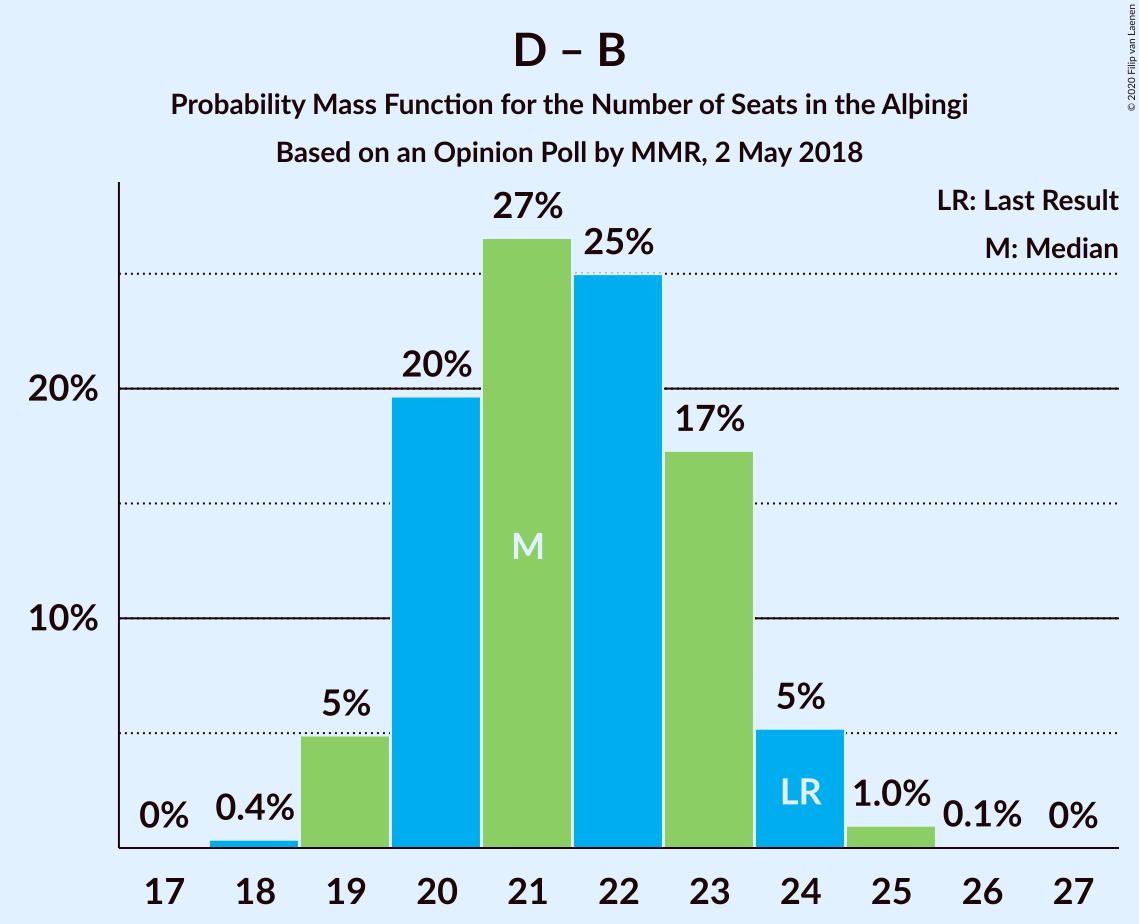 D – B
Probability Mass Function for the Number of Seats in the Alþingi
Based on an Opinion Poll by MMR, 2 May 2018
© 2020 Filip van Laenen
LR: Last Result
M: Median
27%
25%
20%
20%
17%
M
10%
5%
5%
LR
0%
0.4%
1.0%
0.1%
0%
17 18 19 20 21 22 23 24 25 26 27